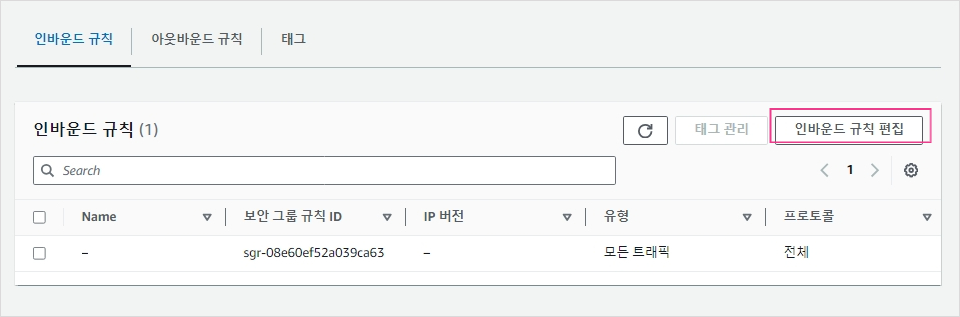 인바운드 규칙 아웃바운드 규칙 태그
인바운드 규칙 (1) 태그 관리 인바운드 규칙 편집
Search 1
Name 보안 그룹 규칙 ID IP 버전 유형 프로토콜
– sgr-08e60ef52a039ca63 – 모든 트래픽 전체